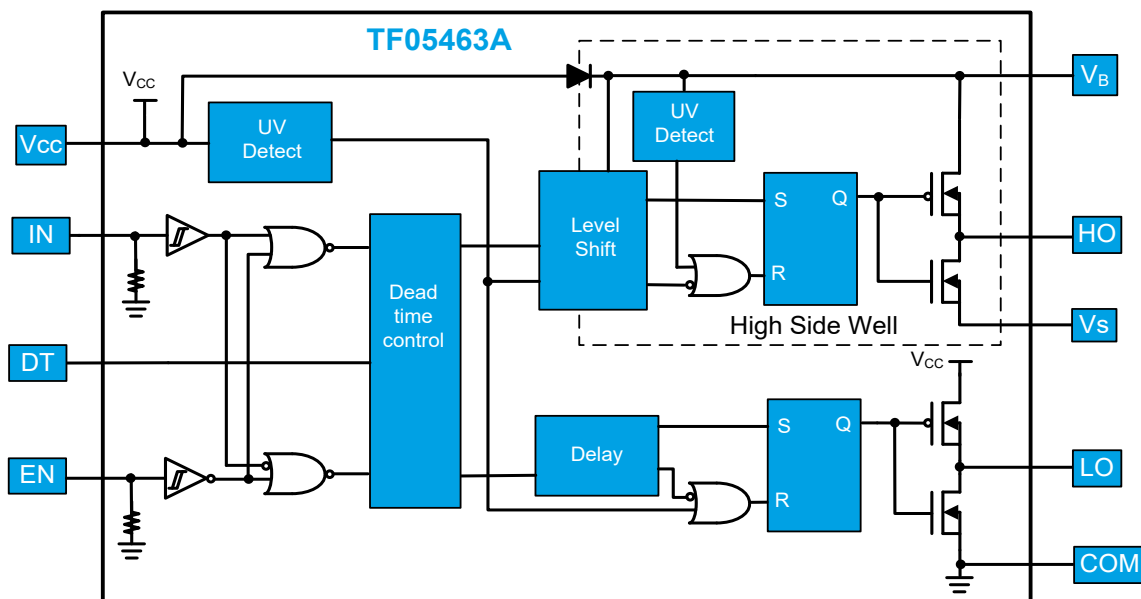 TF05463A
VCC
VB
UV
Detect
UV
Detect
Vcc
IN
Level
Shift
S
Q
R
HO
High Side Well
Vs
Dead
time
control
DT
VCC
EN
Delay
S
Q
R
LO
COM